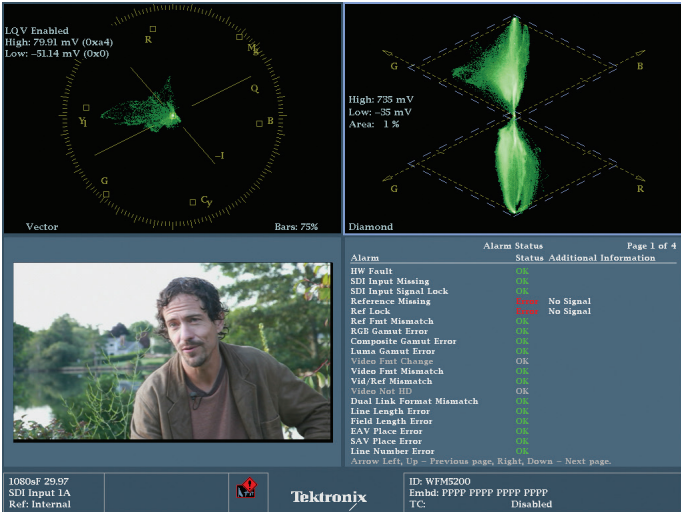 LQV Enabled
High: 79.91 mV (0xa4)
Low: –51.14 mV (0x0)
R
Mg
Q
B
YI
–I
G
Cy
Vector
Bars: 75%
G
B
High: 735 mV
Low: –35 mV
Area: 1 %
G
R
Diamond
Alarm Status
Page 1 of 4
Alarm Status Additional Information
HW Fault OK
SDI Input Missing OK
SDI Input Signal Lock OK
Reference Missing No Signal
Ref Lock No Signal
Ref Fmt Mismatch OK
RGB Gamut Error OK
Composite Gamut Error OK
Luma Gamut Error OK
Video Fmt Change OK
Video Fmt Mismatch OK
Vid/Ref Mismatch OK
Video Not HD OK
Dual Link Format Mismatch OK
Line Length Error OK
Field Length Error OK
EAV Place Error OK
SAV Place Error OK
Line Number Error OK
Arrow Left, Up – Previous page, Right, Down – Next page.
1080sF 29.97
SDI Input 1A
Ref: Internal
Tektronix
ID: WFM5200
Embd: PPPP PPPP PPPP PPPP
TC: Disabled